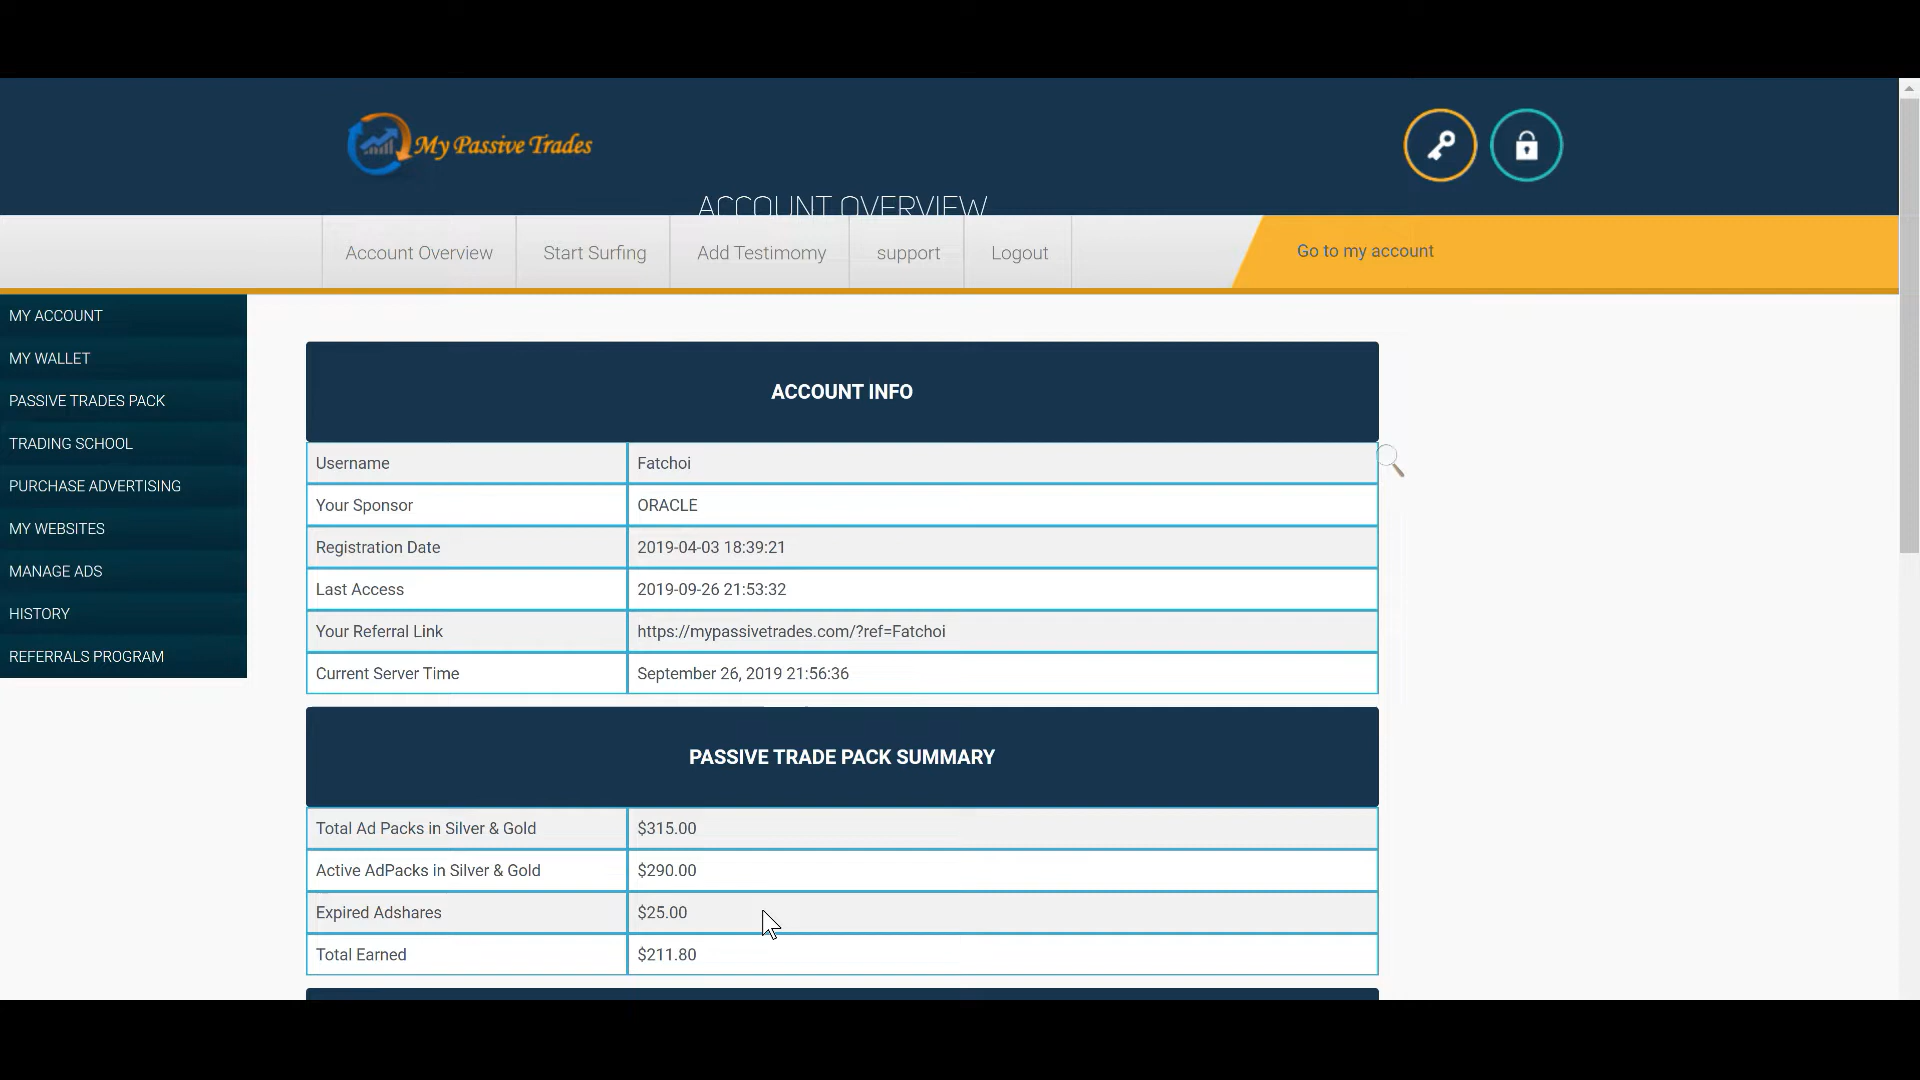 My Passive Trades
ACCOUNT OVERVIEW
Account Overview Start Surfing Add Testimomy support Logout Go to my account
MY ACCOUNT
MY WALLET
PASSIVE TRADES PACK
TRADING SCHOOL
PURCHASE ADVERTISING
MY WEBSITES
MANAGE ADS
HISTORY
REFERRALS PROGRAM
ACCOUNT INFO
Username Fatchoi
Your Sponsor ORACLE
Registration Date 2019-04-03 18:39:21
Last Access 2019-09-26 21:53:32
Your Referral Link https://mypassivetrades.com/?ref=Fatchoi
Current Server Time September 26, 2019 21:56:36
PASSIVE TRADE PACK SUMMARY
Total Ad Packs in Silver & Gold $315.00
Active AdPacks in Silver & Gold $290.00
Expired Adshares $25.00
Total Earned $211.80